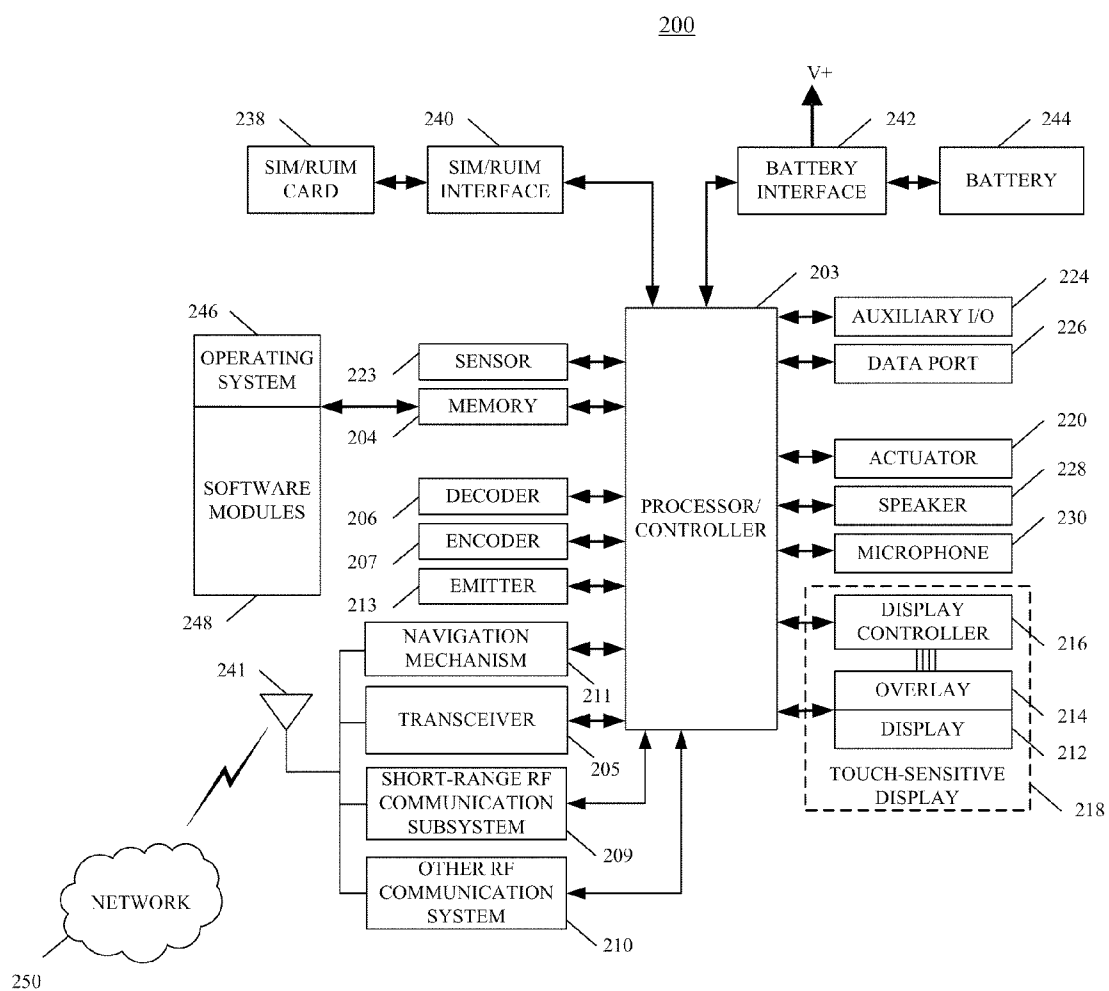 200
V+
238
240
242
244
SIM/RUIM
CARD
SIM/RUIM
INTERFACE
BATTERY
INTERFACE
BATTERY
203
224
246
AUXILIARY I/O
OPERATING
SYSTEM
223
SENSOR
226
DATA PORT
204
MEMORY
220
ACTUATOR
SOFTWARE
MODULES
206
DECODER
PROCESSOR/
CONTROLLER
228
SPEAKER
207
ENCODER
230
MICROPHONE
213
EMITTER
248
DISPLAY
CONTROLLER
216
NAVIGATION
MECHANISM
211
241
OVERLAY
214
TRANSCEIVER
205
DISPLAY
212
TOUCH-SENSITIVE
DISPLAY
218
SHORT-RANGE RF
COMMUNICATION
SUBSYSTEM
209
OTHER RF
COMMUNICATION
SYSTEM
210
NETWORK
250